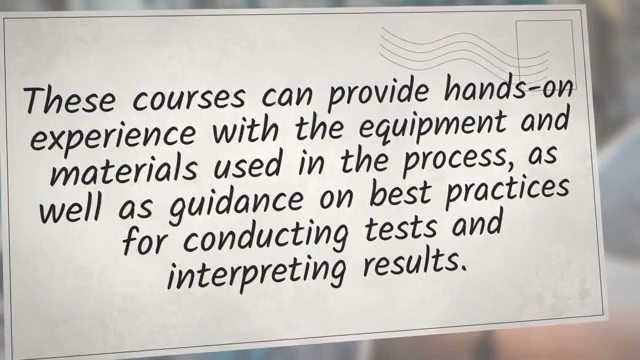 These courses can provide hands-on
experience with the equipment and
materials used in the process, as
well as guidance on best practices
for conducting tests and
interpreting results.